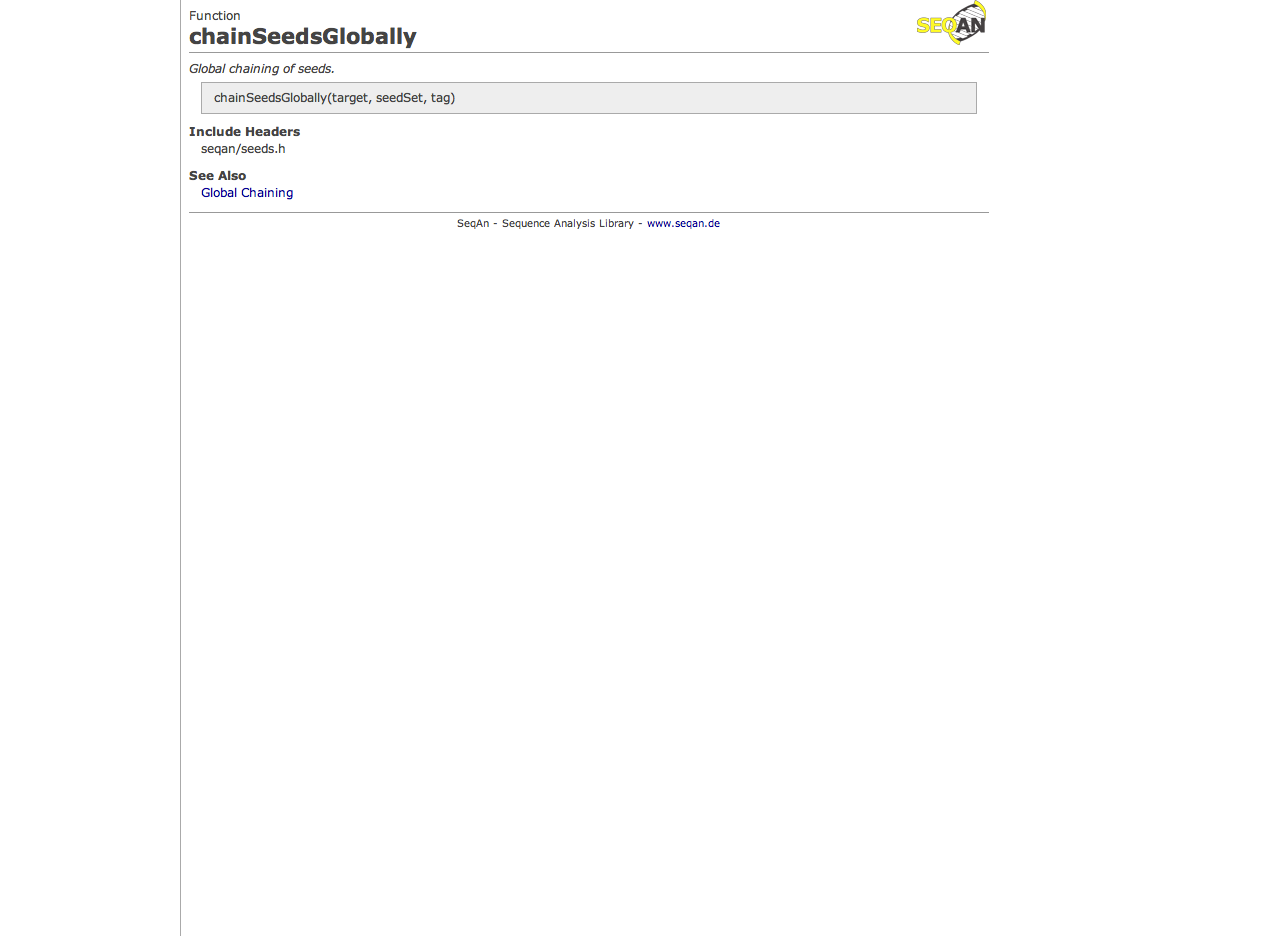 Function
chainSeedsGlobally
SEQAN
Global chaining of seeds.
chainSeedsGlobally(target, seedSet, tag)
Include Headers
seqan/seeds.h
See Also
Global Chaining
SeqAn - Sequence Analysis Library - www.seqan.de